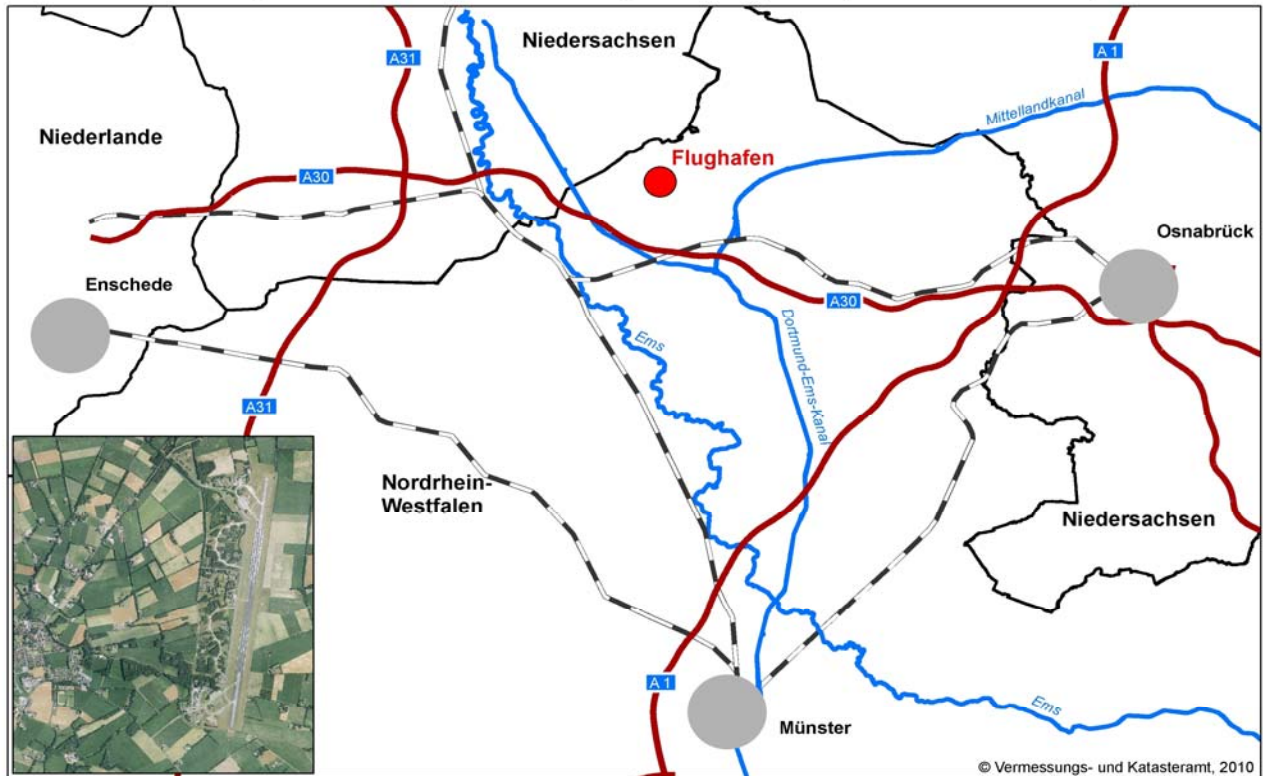 Niedersachsen
A31
A 1
Mittellandkanal
Niederlande
Flughafen
A30
Osnabrück
Enschede
A30
Ems
Dortmund-Ems-Kanal
A31
Nordrhein-
Westfalen
Niedersachsen
A 1
Ems
Münster
© Vermessungs- und Katasteramt, 2010